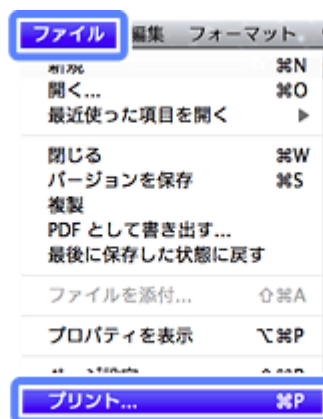 ファイル 編集 フォーマット
新規 ⌘N
開く... ⌘O
最近使った項目を開く ▶
閉じる ⌘W
バージョンを保存 ⌘S
複製
PDF として書き出す...
最後に保存した状態に戻す
ファイルを添付... ⇧⌘A
プロパティを表示 ⌥⌘P
プリント... ⌘P